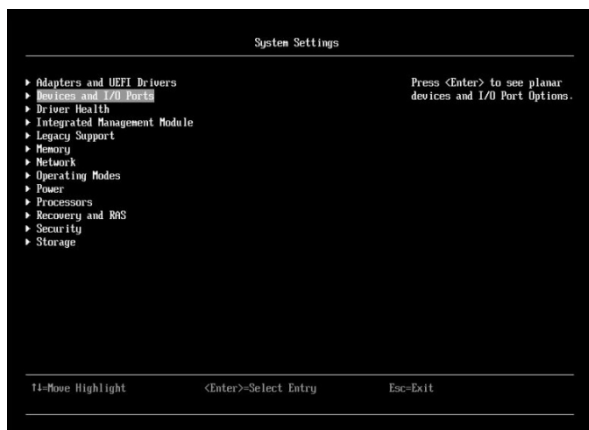 System Settings
Adapters and UEFI Drivers
Press <Enter> to see planar
Devices and I/O Ports
devices and I/O Port Options.
Driver Health
Integrated Management Module
Legacy Support
Memory
Network
Operating Modes
Power
Processors
Recovery and RAS
Security
Storage
↑↓=Move Highlight <Enter>=Select Entry Esc=Exit